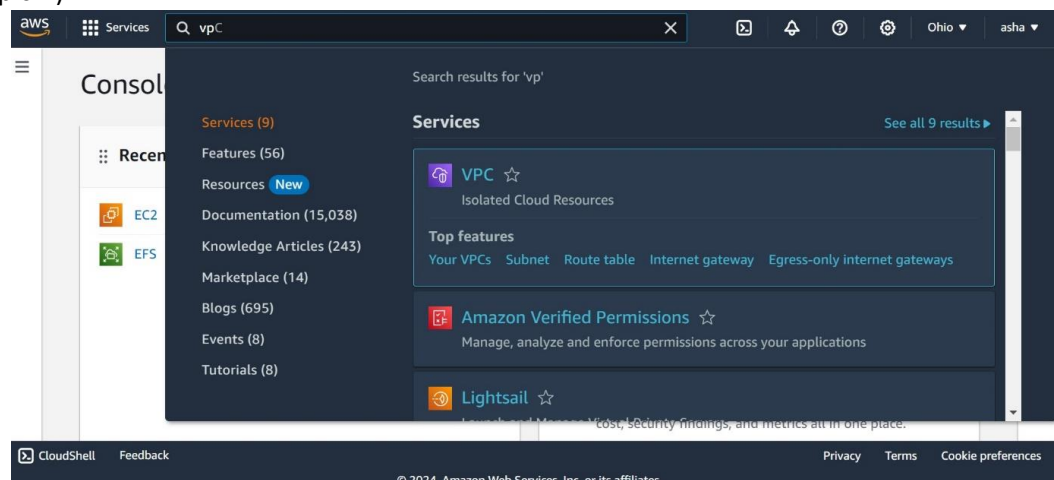 aws Services vpC Ohio asha
Consol
Search results for 'vp'
Services (9)
Features (56)
Resources New
Documentation (15,038)
Knowledge Articles (243)
Marketplace (14)
Blogs (695)
Events (8)
Tutorials (8)
Services See all 9 results
VPC
Isolated Cloud Resources
Top features
Your VPCs Subnet Route table Internet gateway Egress-only internet gateways
Amazon Verified Permissions
Manage, analyze and enforce permissions across your applications
Lightsail
cost, security findings, and metrics all in one place.
Recen
EC2
EFS
CloudShell Feedback Privacy Terms Cookie preferences
© 2024, Amazon Web Services, Inc. or its affiliates.